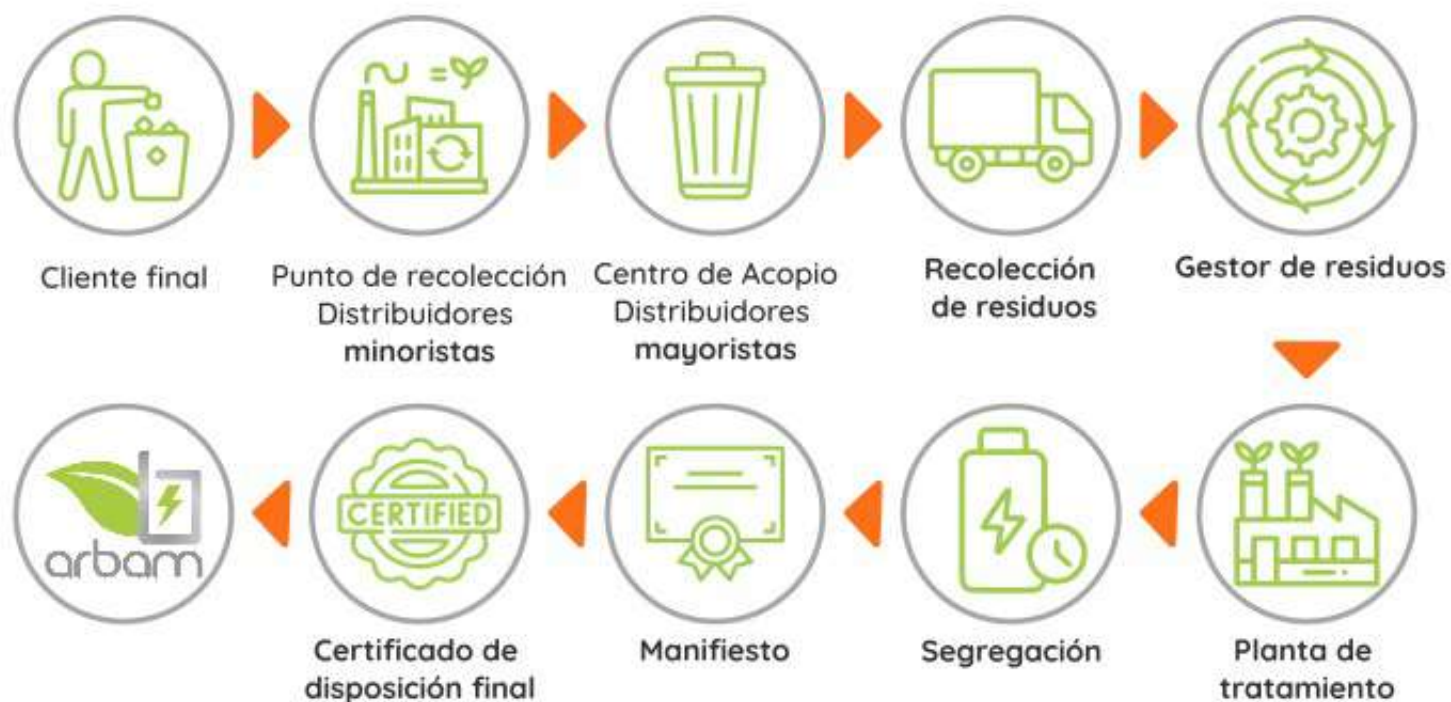 Cliente final
Punto de recolección
Distribuidores
minoristas
Centro de Acopio
Distribuidores
mayoristas
Recolección
de residuos
Gestor de residuos
arbam
CERTIFIED
Certificado de
disposición final
Manifiesto
Segregación
Planta de
tratamiento